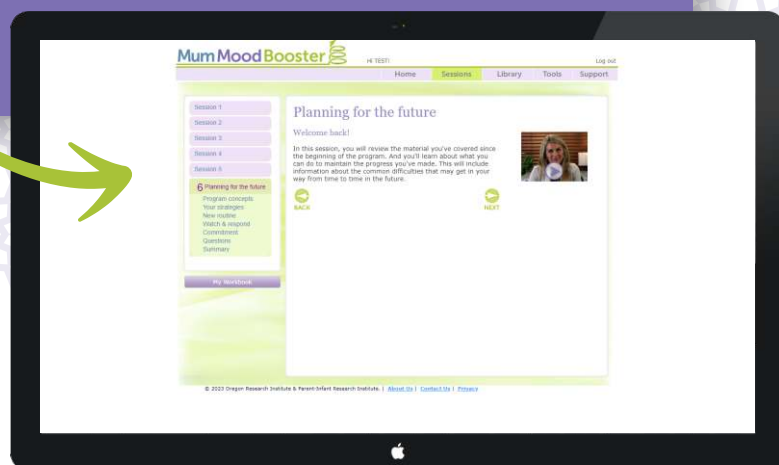 Mum Mood Booster
HI TEST!
Log out
Home Sessions Library Tools Support
Session 1
Session 2
Session 3
Session 4
Session 5
6 Planning for the future
Program concepts
Your strategies
New routine
Watch & respond
Commitment
Questions
Summary
My Workbook
Planning for the future
Welcome back!
In this session, you will review the material you've covered since
the beginning of the program. And you'll learn about what you
can do to maintain the progress you've made. This will include
information about the common difficulties that may get in your
way from time to time in the future.
BACK NEXT
© 2023 Oregon Research Institute & Parent-Infant Research Institute. | About Us | Contact Us | Privacy